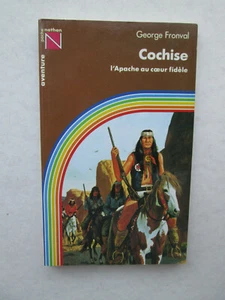 George Fronval
Cochise
l'Apache au cœur fidèle
nathan
aventure